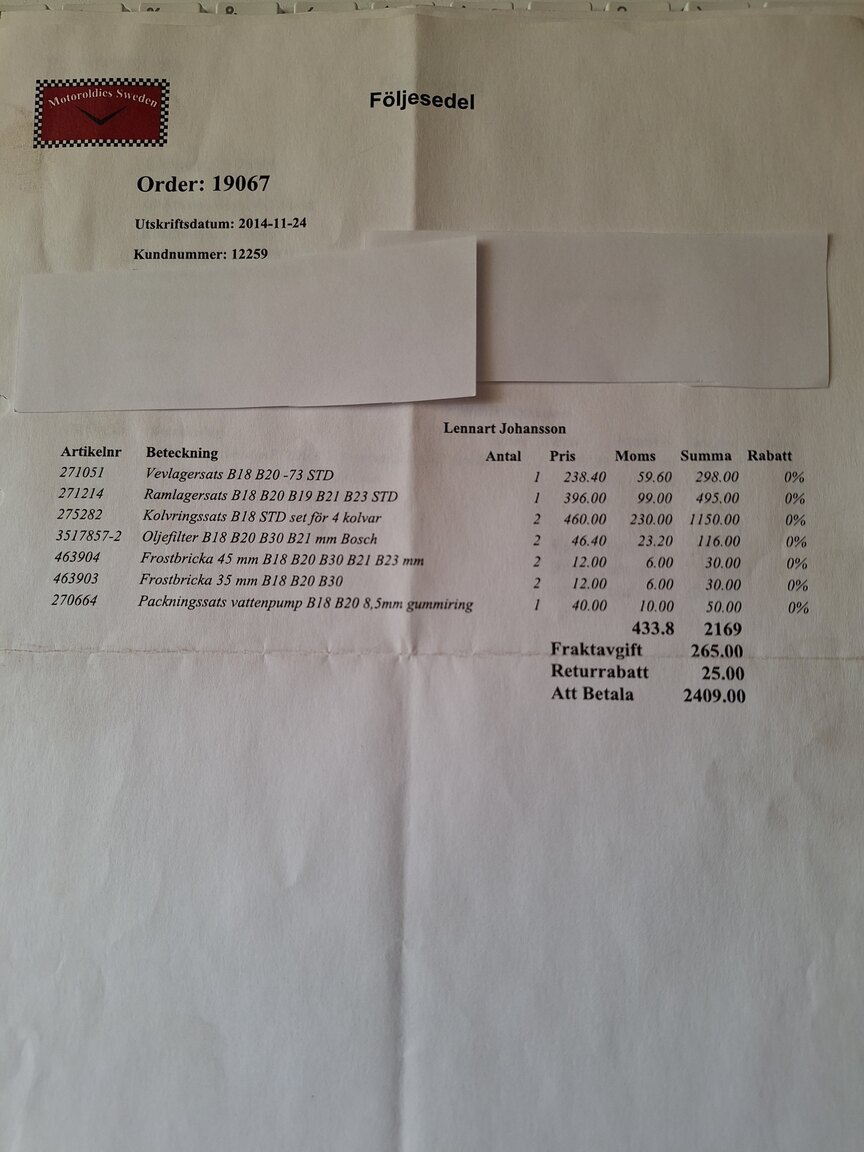 Motoroldies Sweden
Följesedel
Order: 19067
Utskriftsdatum: 2014-11-24
Kundnummer: 12259
Lennart Johansson
Artikelnr Beteckning Antal Pris Moms Summa Rabatt
271051 Vevlagersats B18 B20 -73 STD 1 238.40 59.60 298.00 0%
271214 Ramlagersats B18 B20 B19 B21 B23 STD 1 396.00 99.00 495.00 0%
275282 Kolvringssats B18 STD set för 4 kolvar 2 460.00 230.00 1150.00 0%
3517857-2 Oljefilter B18 B20 B30 B21 mm Bosch 2 46.40 23.20 116.00 0%
463904 Frostbricka 45 mm B18 B20 B30 B21 B23 mm 2 12.00 6.00 30.00 0%
463903 Frostbricka 35 mm B18 B20 B30 2 12.00 6.00 30.00 0%
270664 Packningssats vattenpump B18 B20 8,5mm gummiring 1 40.00 10.00 50.00 0%
433.8 2169
Fraktavgift 265.00
Returrabatt 25.00
Att Betala 2409.00